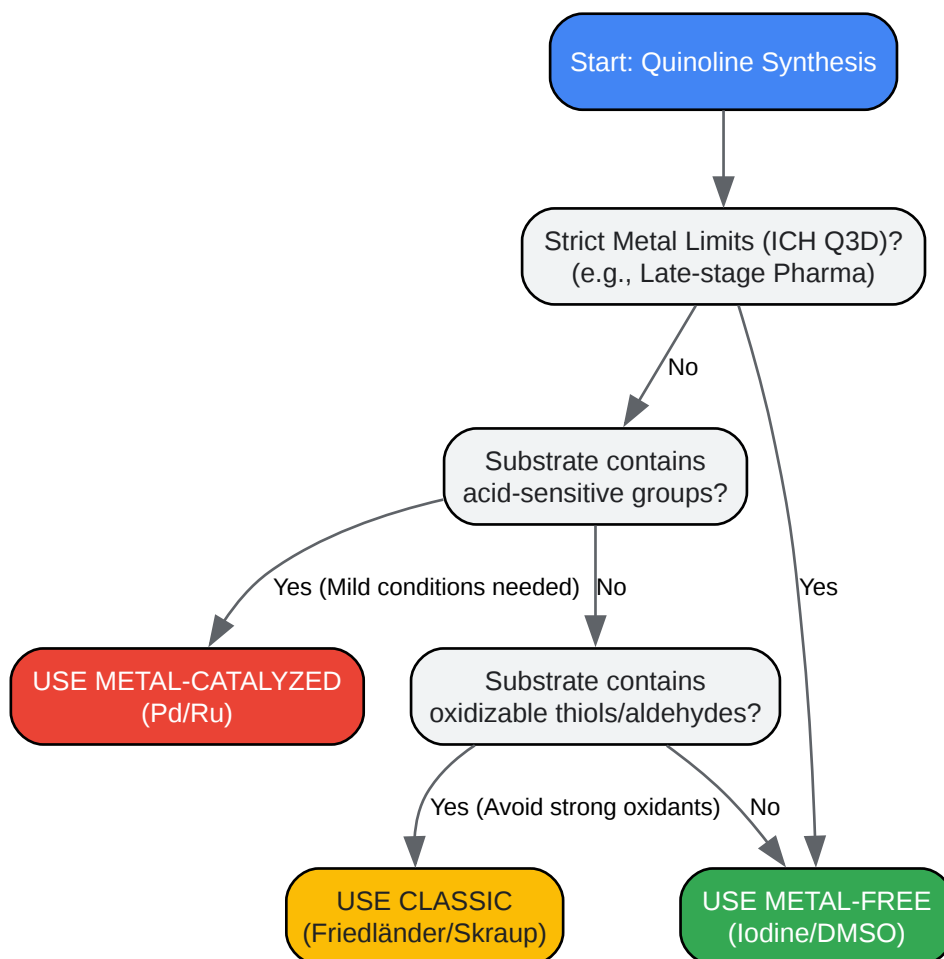 Start: Quinoline Synthesis
Strict Metal Limits (ICH Q3D)?
(e.g., Late-stage Pharma)
No
Substrate contains
acid-sensitive groups?
Yes (Mild conditions needed)
No
Yes
USE METAL-CATALYZED
(Pd/Ru)
Substrate contains
oxidizable thiols/aldehydes?
Yes (Avoid strong oxidants)
No
USE CLASSIC
(Friedländer/Skraup)
USE METAL-FREE
(Iodine/DMSO)